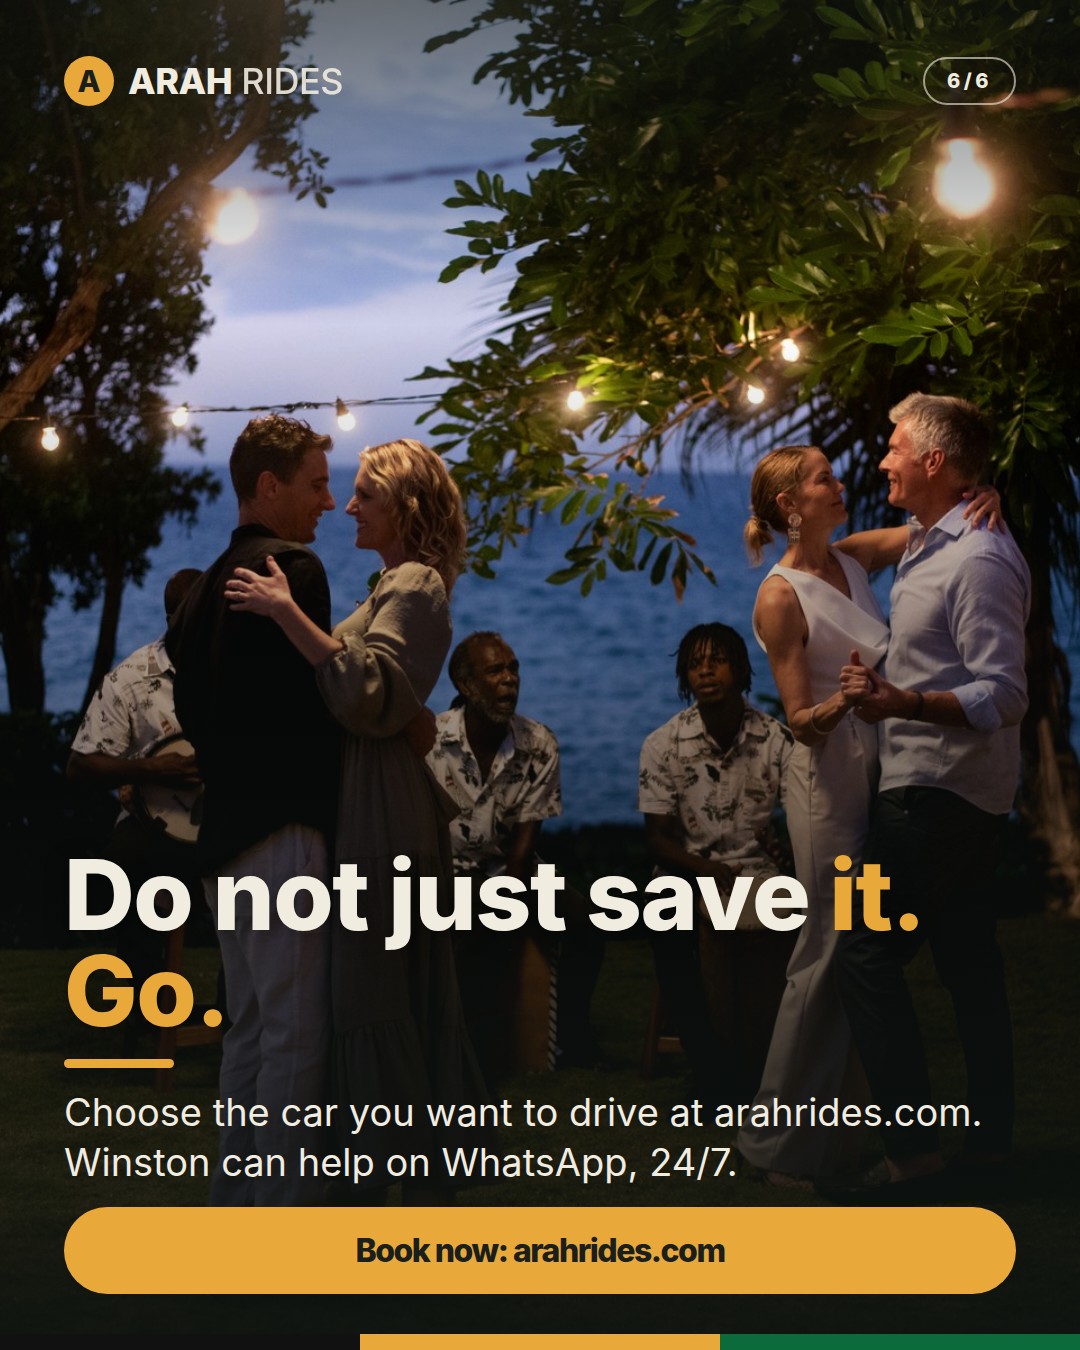 A ARAH RIDES
6/6
Do not just save it.
Go.
Choose the car you want to drive at arahrides.com.
Winston can help on WhatsApp, 24/7.
Book now: arahrides.com